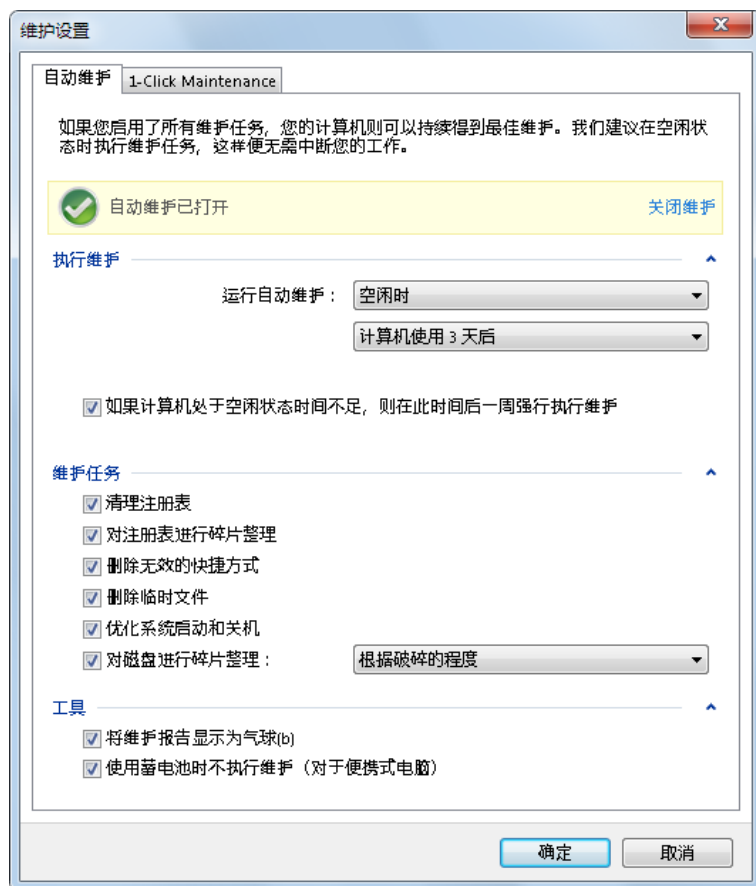 维护设置
自动维护
1-Click Maintenance
如果您启用了所有维护任务，您的计算机则可以持续得到最佳维护。我们建议在空闲状
态时执行维护任务，这样便无需中断您的工作。
自动维护已打开
关闭维护
执行维护
运行自动维护：
空闲时
计算机使用 3 天后
如果计算机处于空闲状态时间不足，则在此时间后一周强行执行维护
维护任务
清理注册表
对注册表进行碎片整理
删除无效的快捷方式
删除临时文件
优化系统启动和关机
对磁盘进行碎片整理：
根据破碎的程度
工具
将维护报告显示为气球(b)
使用蓄电池时不执行维护（对于便携式电脑）
确定
取消